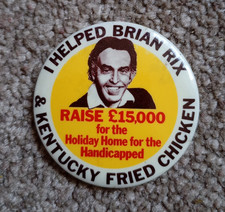 I HELPED BRIAN RIX
& KENTUCKY FRIED CHICKEN
RAISE £15,000
for the
Holiday Home for the
Handicapped